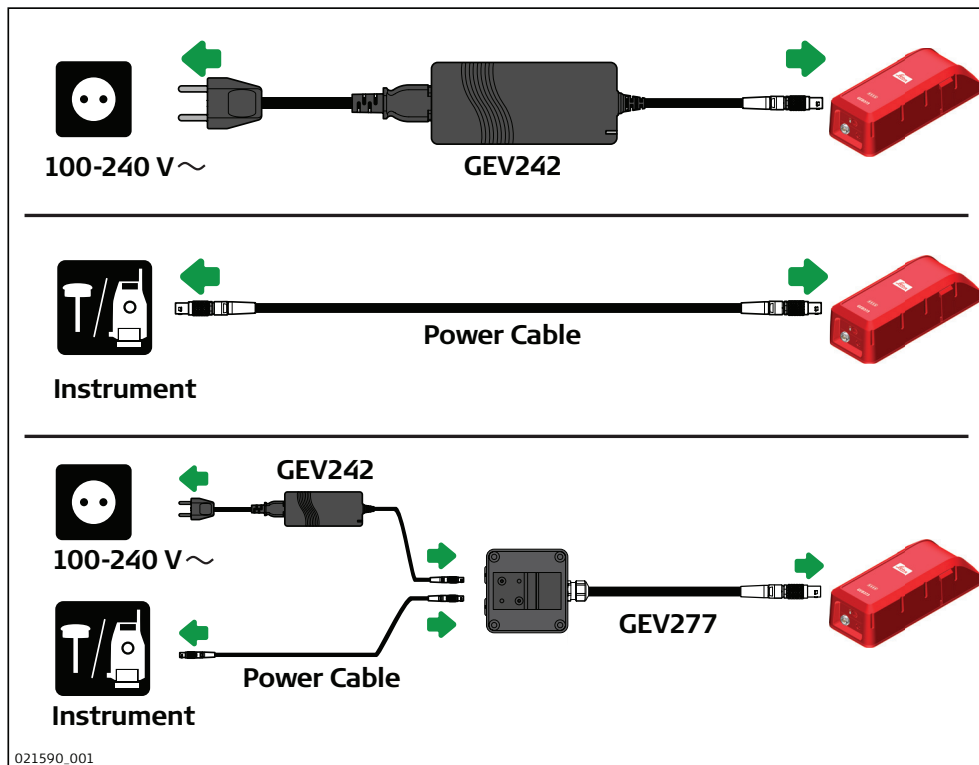 100-240 V～
GEV242
Power Cable
Instrument
GEV242
100-240 V～
GEV277
Power Cable
Instrument
021590_001